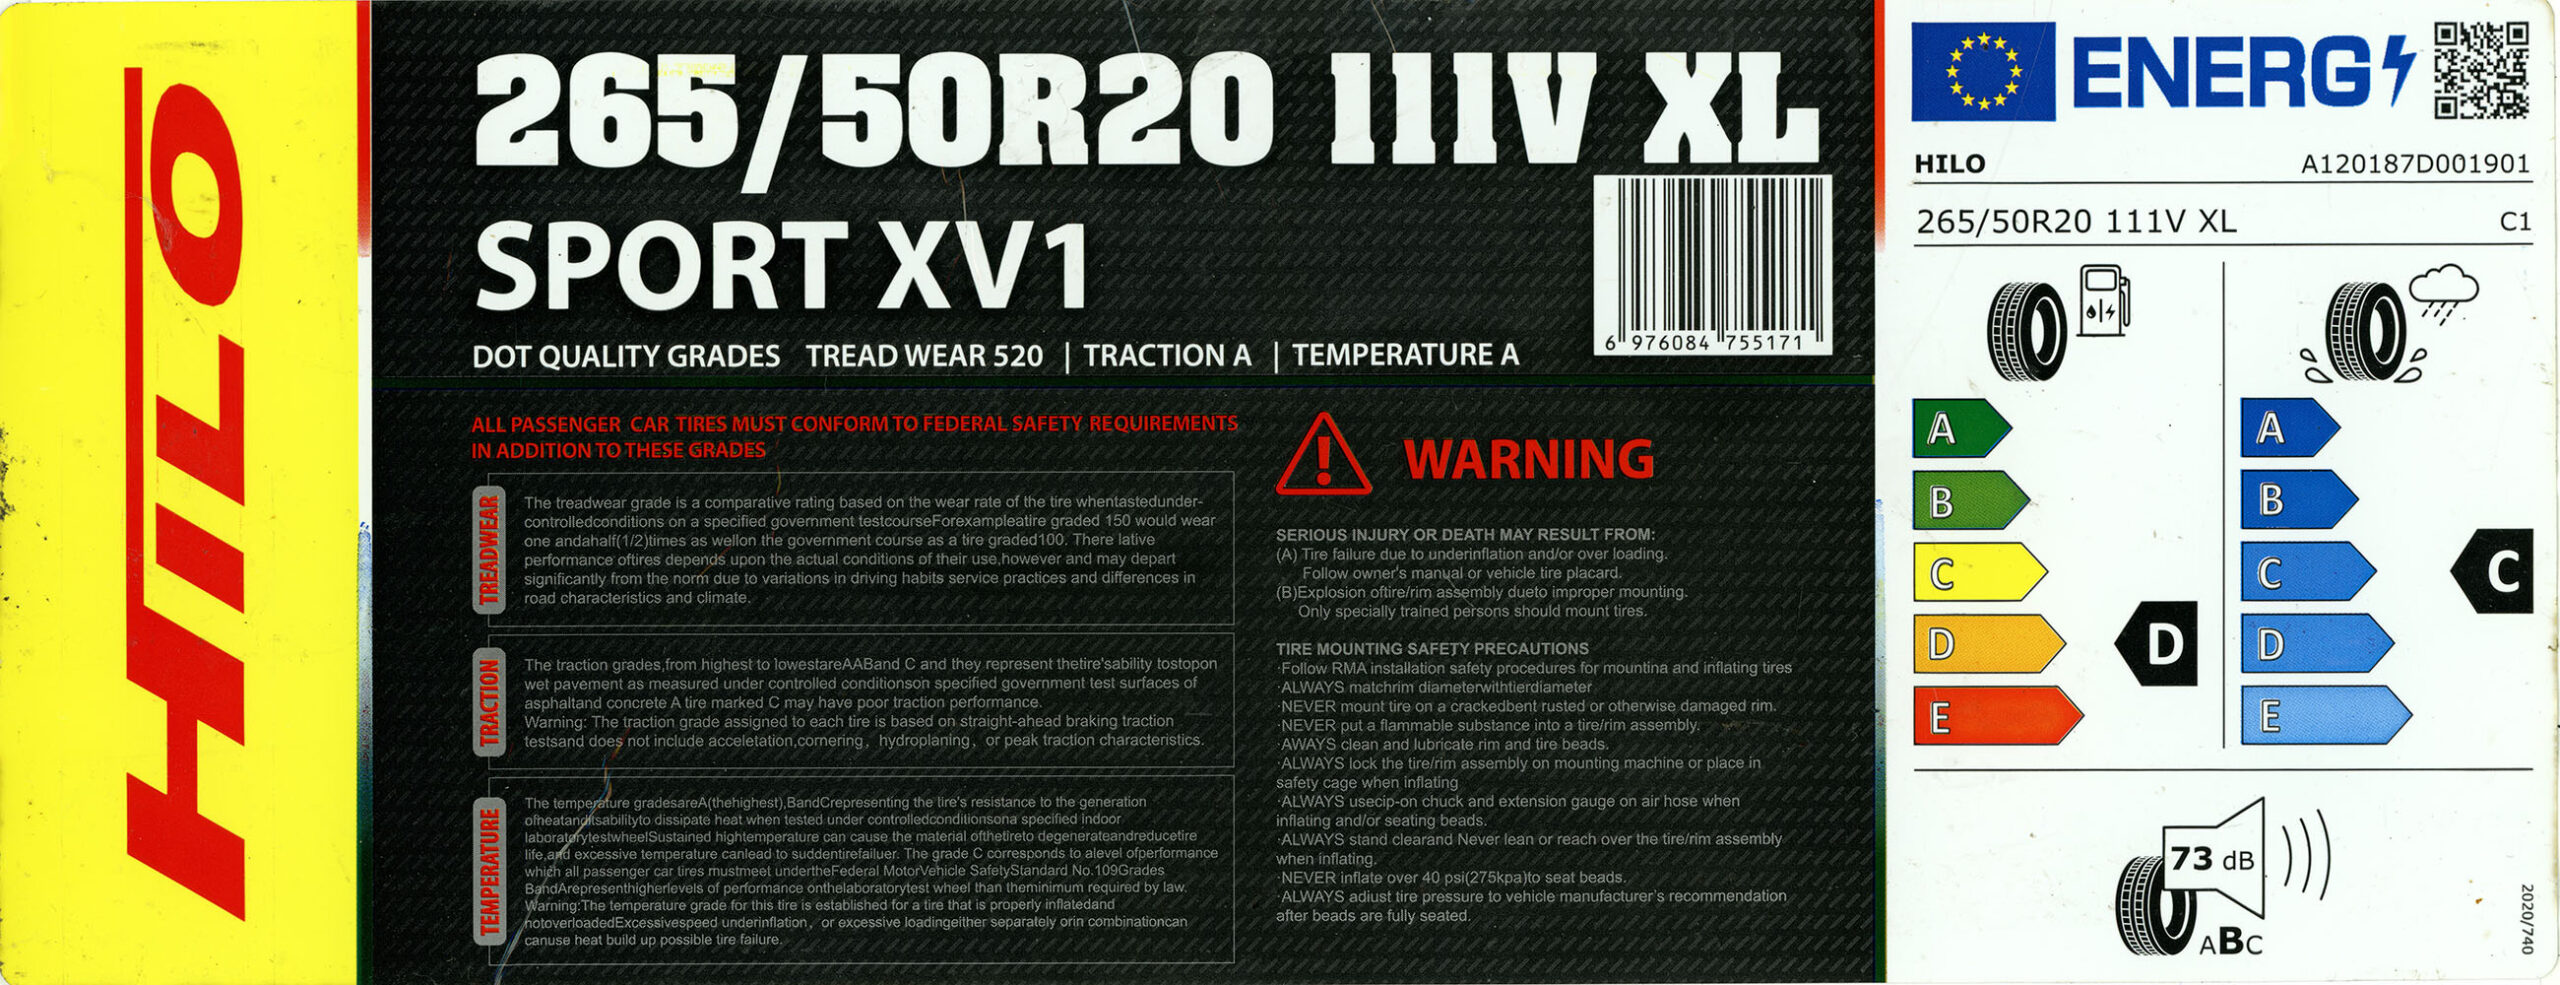 HILO
265/50R20 111V XL
SPORT XV1
6 976084 755171
DOT QUALITY GRADES TREAD WEAR 520 | TRACTION A | TEMPERATURE A
ALL PASSENGER CAR TIRES MUST CONFORM TO FEDERAL SAFETY REQUIREMENTS
IN ADDITION TO THESE GRADES
TREADWEAR
The treadwear grade is a comparative rating based on the wear rate of the tire whentastedunder-
controlledconditions on a specified government testcourseForexampleatire graded 150 would wear
one andahalf(1/2)times as wellon the government course as a tire graded100. There lative
performance oftires depends upon the actual conditions of their use,however and may depart
significantly from the norm due to variations in driving habits service practices and differences in
road characteristics and climate.
TRACTION
The traction grades,from highest to lowestareAABand C and they represent thetire'sability tostopon
wet pavement as measured under controlled conditionson specified government test surfaces of
asphaltand concrete A tire marked C may have poor traction performance.
Warning: The traction grade assigned to each tire is based on straight-ahead braking traction
testsand does not include acceletation,cornering, hydroplaning, or peak traction characteristics.
TEMPERATURE
The temperature gradesareA(thehighest),BandCrepresenting the tire's resistance to the generation
ofheatanditsabilityto dissipate heat when tested under controlledconditionsona specified indoor
laboratorytestwheelSustained hightemperature can cause the material ofthetireto degenerateandreducetire
life,and excessive temperature canlead to suddentirefailuer. The grade C corresponds to alevel ofperformance
which all passenger car tires mustmeet undertheFederal MotorVehicle SafetyStandard No.109Grades
BandArepresenthigherlevels of performance onthelaboratorytest wheel than theminimum required by law.
Warning:The temperature grade for this tire is established for a tire that is properly inflatedand
notoverloadedExcessivespeed underinflation, or excessive loadingeither separately orin combinationcan
canuse heat build up possible tire failure.
WARNING
SERIOUS INJURY OR DEATH MAY RESULT FROM:
(A) Tire failure due to underinflation and/or over loading.
Follow owner's manual or vehicle tire placard.
(B)Explosion oftire/rim assembly dueto improper mounting.
Only specially trained persons should mount tires.
TIRE MOUNTING SAFETY PRECAUTIONS
·Follow RMA installation safety procedures for mountina and inflating tires
·ALWAYS matchrim diameterwithtierdiameter
·NEVER mount tire on a crackedbent rusted or otherwise damaged rim.
·NEVER put a flammable substance into a tire/rim assembly.
·AWAYS clean and lubricate rim and tire beads.
·ALWAYS lock the tire/rim assembly on mounting machine or place in
safety cage when inflating
·ALWAYS usecip-on chuck and extension gauge on air hose when
inflating and/or seating beads.
·ALWAYS stand clearand Never lean or reach over the tire/rim assembly
when inflating.
·NEVER inflate over 40 psi(275kpa)to seat beads.
·ALWAYS adiust tire pressure to vehicle manufacturer's recommendation
after beads are fully seated.
ENERG
HILO A120187D001901
265/50R20 111V XL C1
A
B
C
D
E
D
A
B
C
D
E
C
73 dB
ABC
2020/740